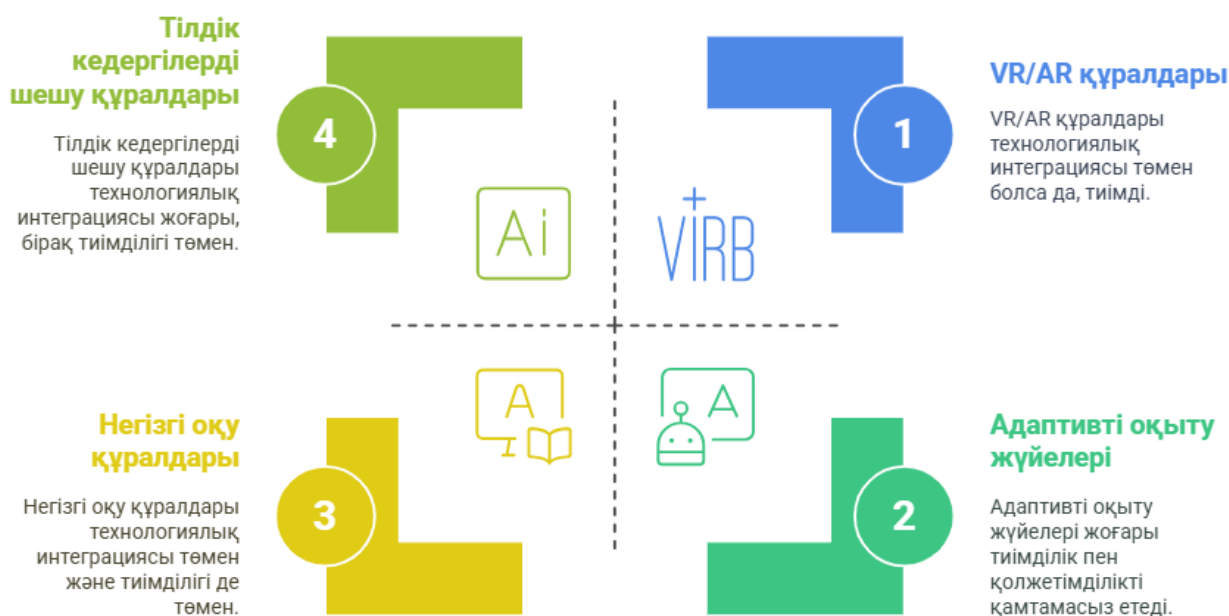 Тілдік
кедергілерді
шешу құралдары
Тілдік кедергілерді
шешу құралдары
технологиялық
интеграциясы жоғары,
бірақ тиімділігі төмен.
4
Ai
VİRB
1
VR/AR құралдары
VR/AR құралдары
технологиялық
интеграциясы төмен
болса да, тиімді.
Негізгі оқу
құралдары
Негізгі оқу құралдары
технологиялық
интеграциясы төмен
және тиімділігі де
төмен.
3
A
A
2
Адаптивті оқыту
жүйелері
Адаптивті оқыту
жүйелері жоғары
тиімділік пен
қолжетімділікті
қамтамасыз етеді.